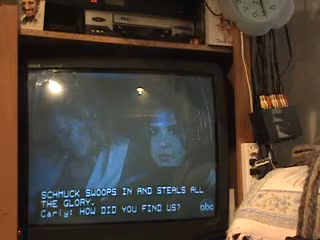 SCHMUCK SWOOPS IN AND STEALS ALL
THE GLORY.
Carly: HOW DID YOU FIND US?
abc